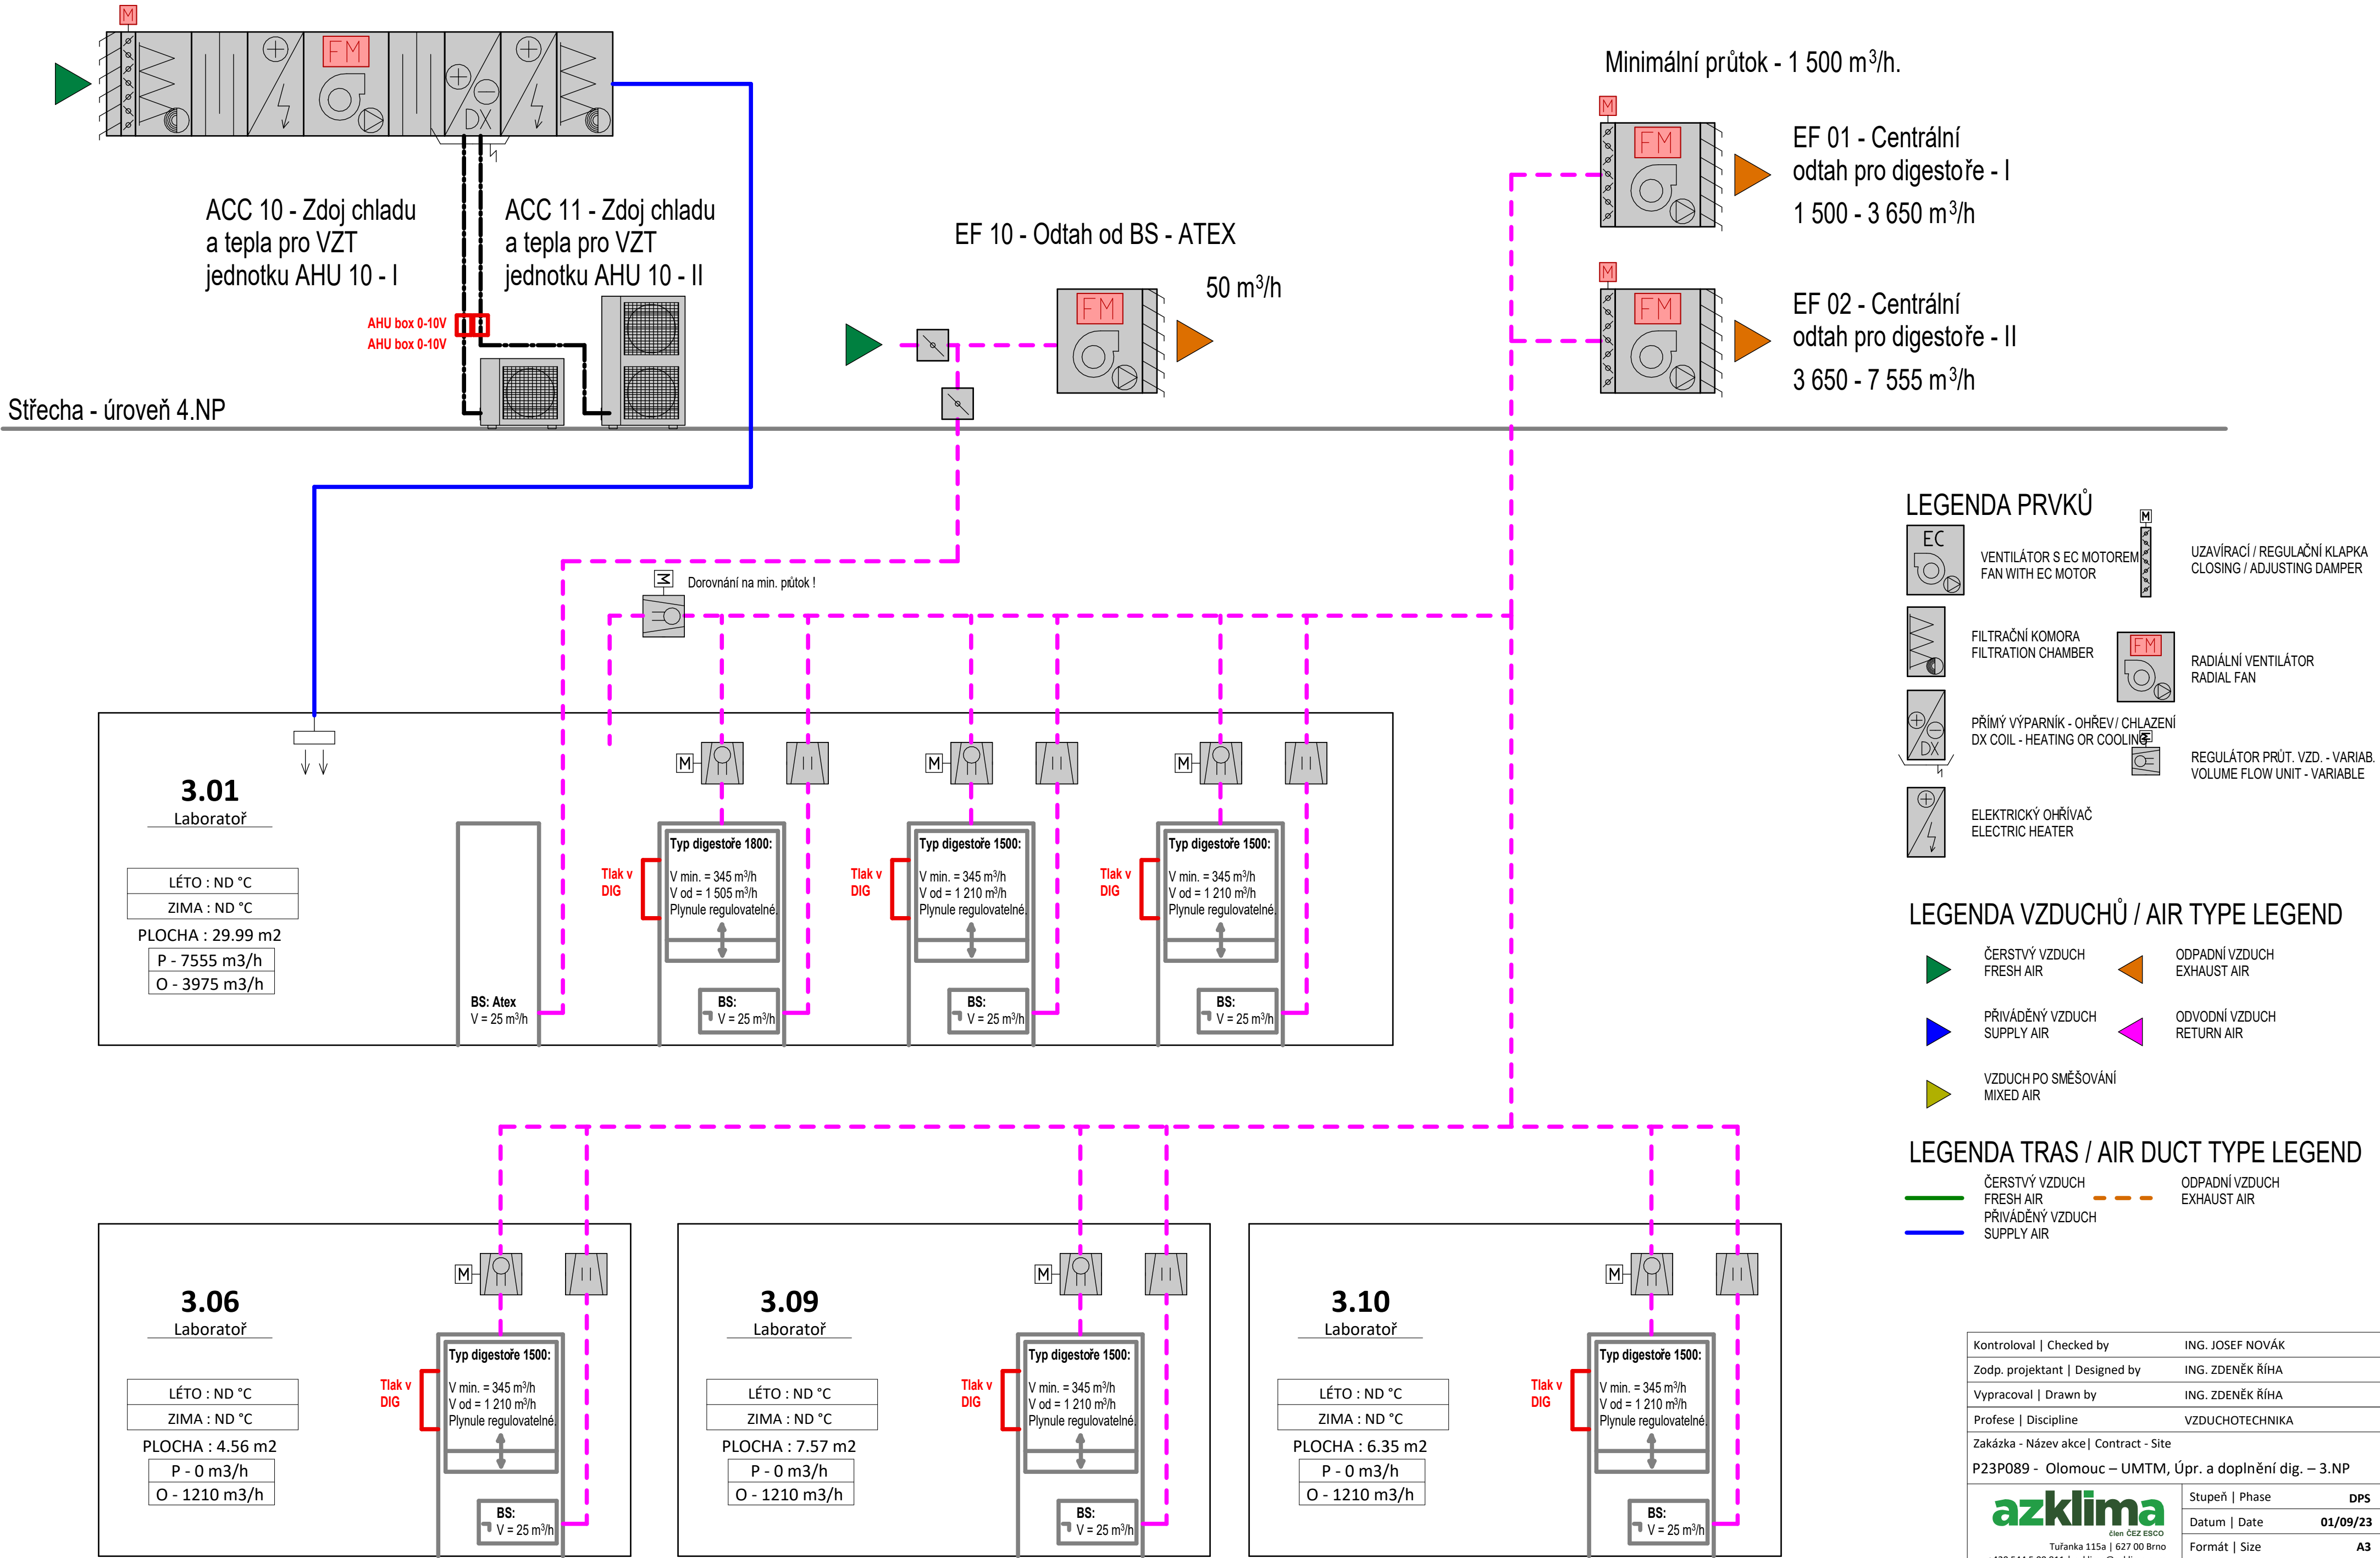 M
FM
DX
ACC 10 - Zdoj chladu
a tepla pro VZT
jednotku AHU 10 - I
ACC 11 - Zdoj chladu
a tepla pro VZT
jednotku AHU 10 - II
AHU box 0-10V
AHU box 0-10V
Střecha - úroveň 4.NP
EF 10 - Odtah od BS - ATEX
50 m³/h
FM
Minimální průtok - 1 500 m³/h.
M
FM
EF 01 - Centrální
odtah pro digestoře - I
1 500 - 3 650 m³/h
M
FM
EF 02 - Centrální
odtah pro digestoře - II
3 650 - 7 555 m³/h
M
Dorovnání na min. průtok !
3.01
Laboratoř
LÉTO : ND °C
ZIMA : ND °C
PLOCHA : 29.99 m2
P - 7555 m3/h
O - 3975 m3/h
BS: Atex
V = 25 m³/h
M
Tlak v
DIG
Typ digestoře 1800:
V min. = 345 m³/h
V od = 1 505 m³/h
Plynule regulovatelné.
BS:
V = 25 m³/h
M
Tlak v
DIG
Typ digestoře 1500:
V min. = 345 m³/h
V od = 1 210 m³/h
Plynule regulovatelné.
BS:
V = 25 m³/h
M
Tlak v
DIG
Typ digestoře 1500:
V min. = 345 m³/h
V od = 1 210 m³/h
Plynule regulovatelné.
BS:
V = 25 m³/h
3.06
Laboratoř
LÉTO : ND °C
ZIMA : ND °C
PLOCHA : 4.56 m2
P - 0 m3/h
O - 1210 m3/h
M
Tlak v
DIG
Typ digestoře 1500:
V min. = 345 m³/h
V od = 1 210 m³/h
Plynule regulovatelné.
BS:
V = 25 m³/h
3.09
Laboratoř
LÉTO : ND °C
ZIMA : ND °C
PLOCHA : 7.57 m2
P - 0 m3/h
O - 1210 m3/h
M
Tlak v
DIG
Typ digestoře 1500:
V min. = 345 m³/h
V od = 1 210 m³/h
Plynule regulovatelné.
BS:
V = 25 m³/h
3.10
Laboratoř
LÉTO : ND °C
ZIMA : ND °C
PLOCHA : 6.35 m2
P - 0 m3/h
O - 1210 m3/h
M
Tlak v
DIG
Typ digestoře 1500:
V min. = 345 m³/h
V od = 1 210 m³/h
Plynule regulovatelné.
BS:
V = 25 m³/h
LEGENDA PRVKŮ
EC
VENTILÁTOR S EC MOTOREM
FAN WITH EC MOTOR
M
UZAVÍRACÍ / REGULAČNÍ KLAPKA
CLOSING / ADJUSTING DAMPER
FILTRAČNÍ KOMORA
FILTRATION CHAMBER
FM
RADIÁLNÍ VENTILÁTOR
RADIAL FAN
DX
PŘÍMÝ VÝPARNÍK - OHŘEV / CHLAZENÍ
DX COIL - HEATING OR COOLING
M
REGULÁTOR PRŮT. VZD. - VARIAB.
VOLUME FLOW UNIT - VARIABLE
ELEKTRICKÝ OHŘÍVAČ
ELECTRIC HEATER
LEGENDA VZDUCHŮ / AIR TYPE LEGEND
ČERSTVÝ VZDUCH
FRESH AIR
ODPADNÍ VZDUCH
EXHAUST AIR
PŘIVÁDĚNÝ VZDUCH
SUPPLY AIR
ODVODNÍ VZDUCH
RETURN AIR
VZDUCH PO SMĚŠOVÁNÍ
MIXED AIR
LEGENDA TRAS / AIR DUCT TYPE LEGEND
ČERSTVÝ VZDUCH
FRESH AIR
ODPADNÍ VZDUCH
EXHAUST AIR
PŘIVÁDĚNÝ VZDUCH
SUPPLY AIR
Kontroloval | Checked by ING. JOSEF NOVÁK
Zodp. projektant | Designed by ING. ZDENĚK ŘÍHA
Vypracoval | Drawn by ING. ZDENĚK ŘÍHA
Profese | Discipline VZDUCHOTECHNIKA
Zakázka - Název akce | Contract - Site
P23P089 - Olomouc – UMTM, Úpr. a doplnění dig. – 3.NP
azklima
člen ČEZ ESCO
Tuřanka 115a | 627 00 Brno
Stupeň | Phase DPS
Datum | Date 01/09/23
Formát | Size A3